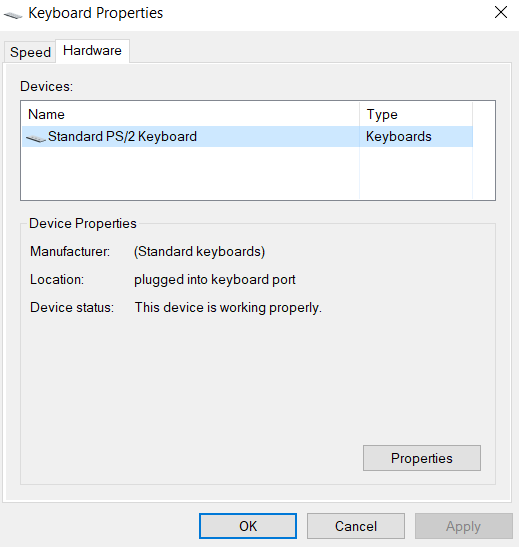 Keyboard Properties
Speed Hardware
Devices:
Name Type
Standard PS/2 Keyboard Keyboards
Device Properties
Manufacturer: (Standard keyboards)
Location: plugged into keyboard port
Device status: This device is working properly.
Properties
OK Cancel Apply